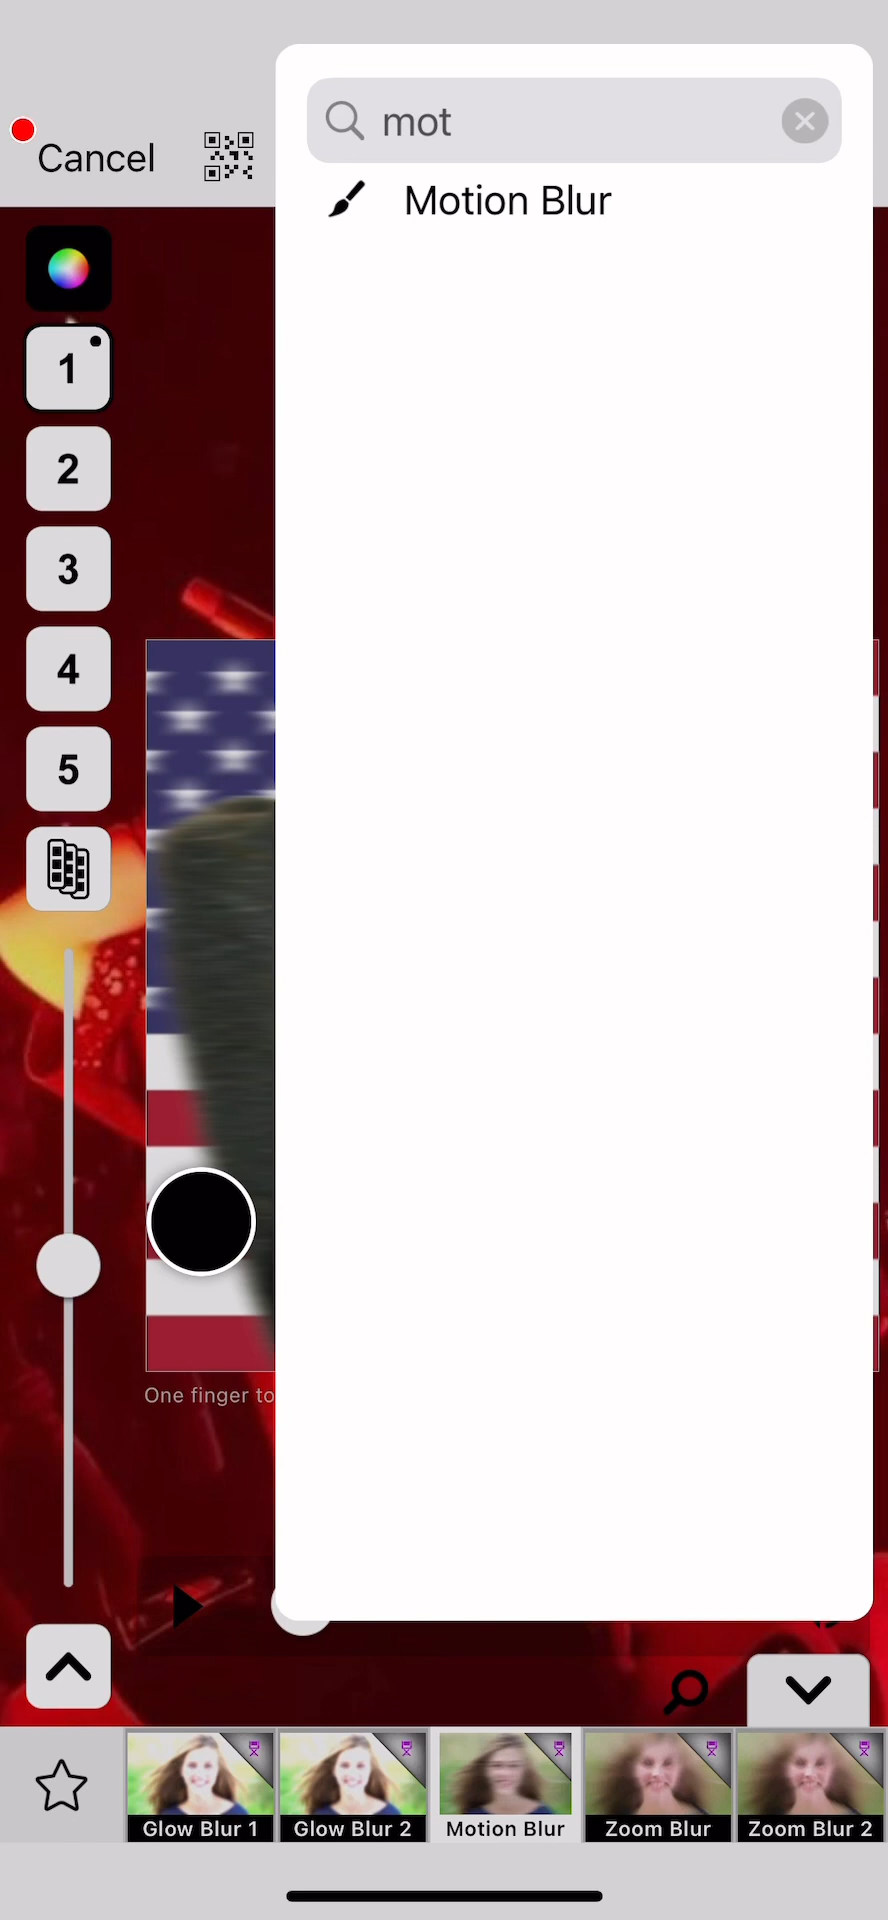 mot
Cancel
Motion Blur
1
2
3
4
5
One finger to
Glow Blur 1
Glow Blur 2
Motion Blur
Zoom Blur
Zoom Blur 2